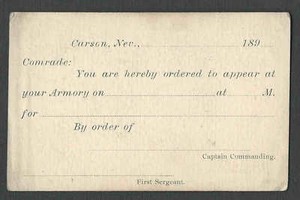 Carson, Nev., 189
Comrade:
You are hereby ordered to appear at
your Armory on at M.
for
By order of
Captain Commanding.
First Sergeant.